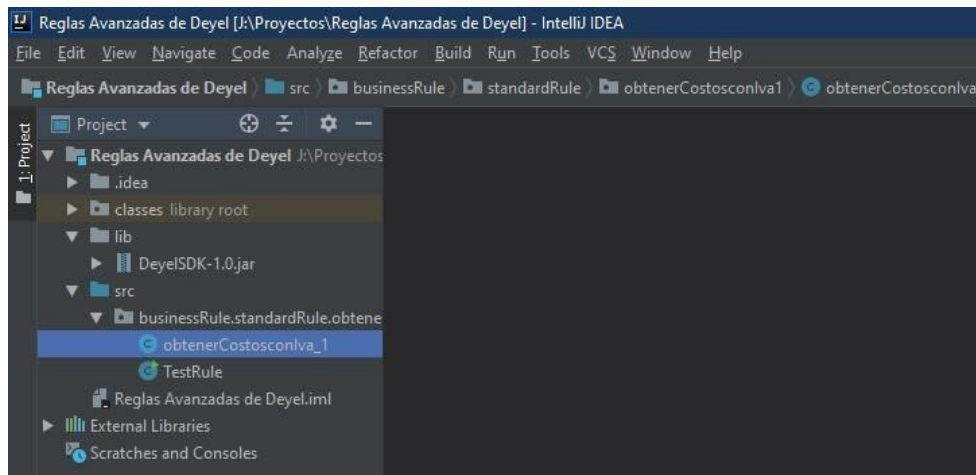 Reglas Avanzadas de Deyel [J:\Proyectos\Reglas Avanzadas de Deyel] - IntelliJ IDEA
File Edit View Navigate Code Analyze Refactor Build Run Tools VCS Window Help
Reglas Avanzadas de Deyel src businessRule standardRule obtenerCostosconIva1 obtenerCostosconIva
1: Project
Project
Reglas Avanzadas de Deyel J:\Proyectos
.idea
classes library root
lib
DeyelSDK-1.0.jar
src
businessRule.standardRule.obtene
obtenerCostosconIva_1
TestRule
Reglas Avanzadas de Deyel.iml
External Libraries
Scratches and Consoles